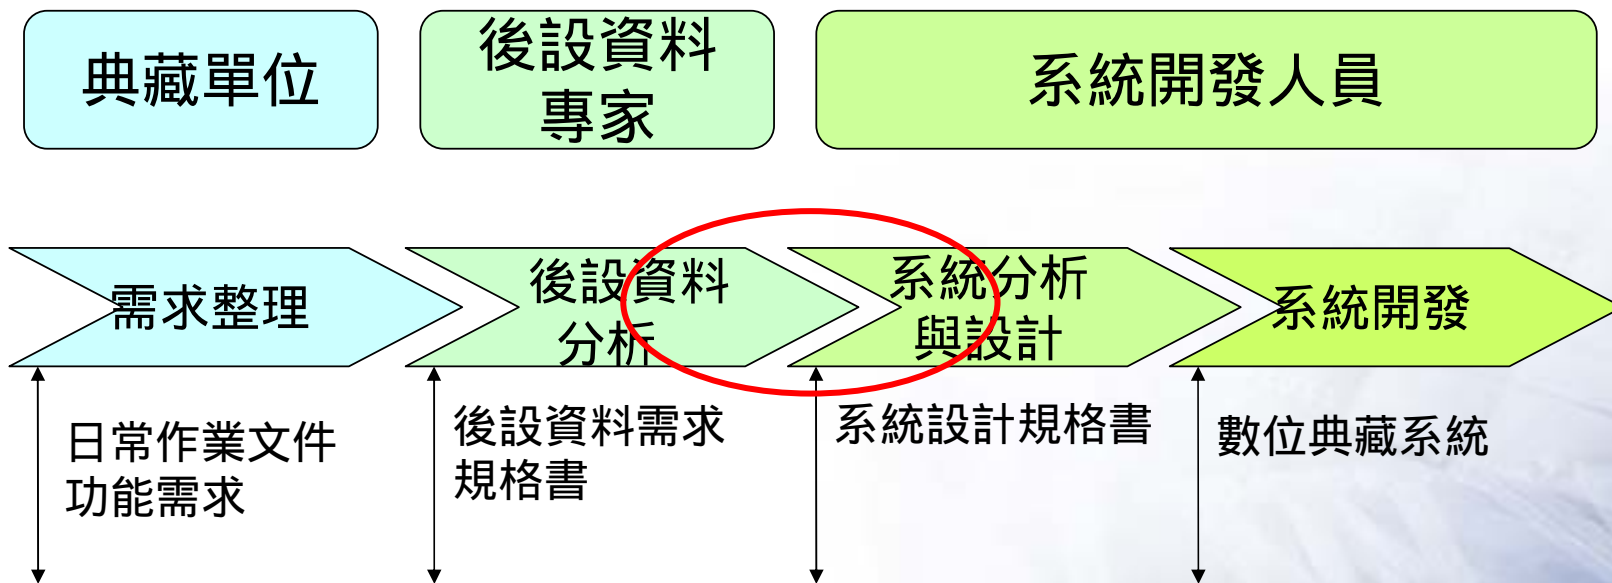 典藏單位
後設資料
專家
系統開發人員
需求整理
後設資料
分析
系統分析
與設計
系統開發
日常作業文件
功能需求
後設資料需求
規格書
系統設計規格書
數位典藏系統